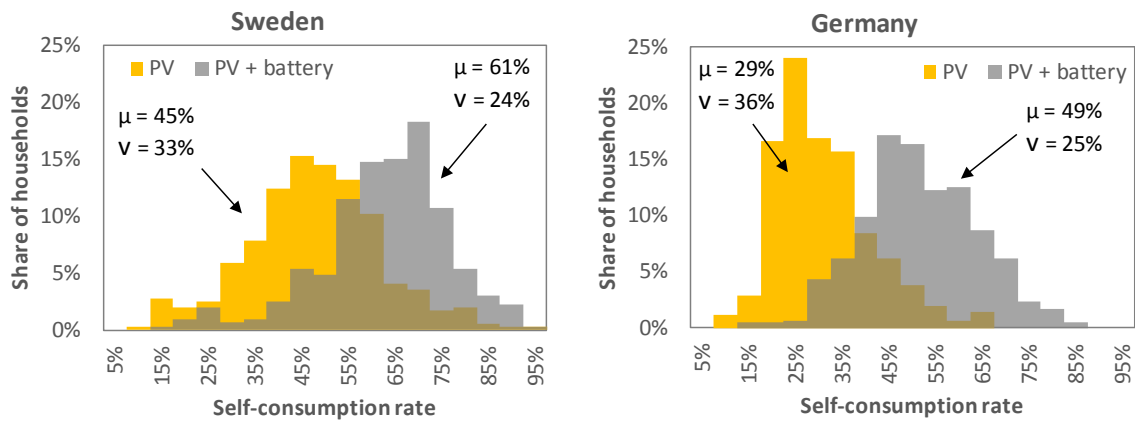 Sweden
25%
20%
15%
10%
5%
0%
Share of households
PV
PV + battery
μ = 45%
ν = 33%
μ = 61%
ν = 24%
5%
15%
25%
35%
45%
55%
65%
75%
85%
95%
Self-consumption rate
Germany
25%
20%
15%
10%
5%
0%
Share of households
μ = 29%
ν = 36%
PV
PV + battery
μ = 49%
ν = 25%
5%
15%
25%
35%
45%
55%
65%
75%
85%
95%
Self-consumption rate